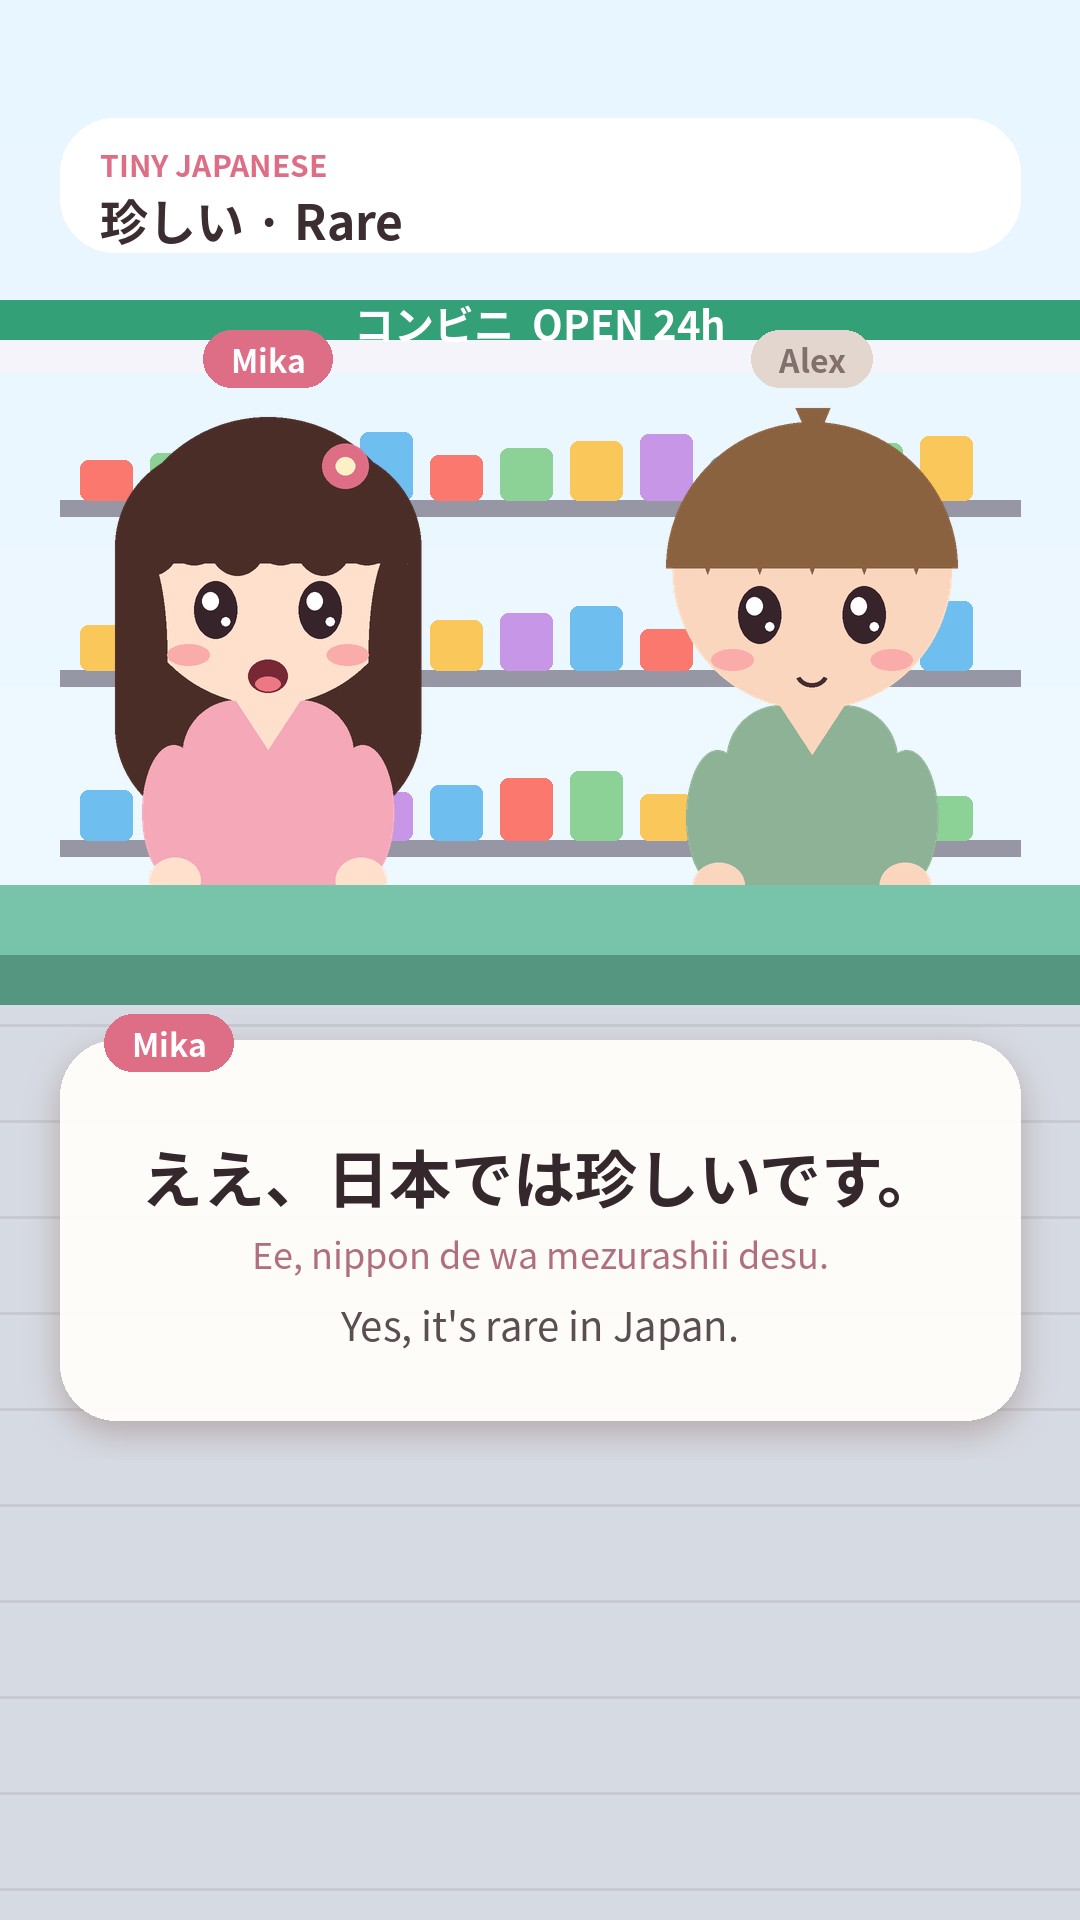 TINY JAPANESE
珍しい · Rare
コンビニ OPEN 24h
Mika
Alex
Mika
ええ、日本では珍しいです。
Ee, nippon de wa mezurashii desu.
Yes, it's rare in Japan.